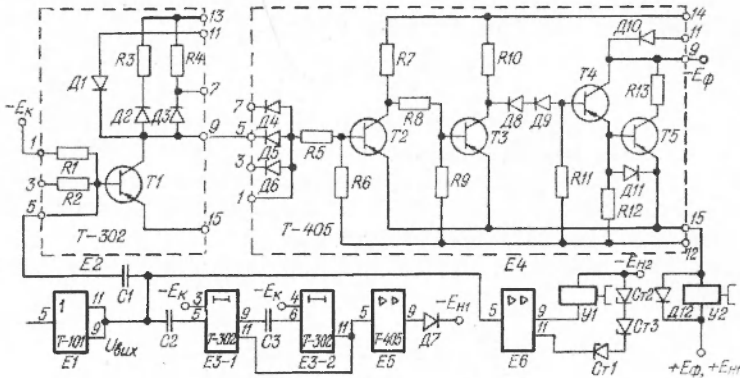 13
11
R3
R4
Д1
7
Д2
Д3
9
-Eк
1
R1
3
R2
T1
5
15
T-302
E2
14
Д10
11
9
-Eф
R7
R10
T4
R13
7
Д4
5
Д5
3
Д6
1
R5
T2
R8
T3
Д8
Д9
T5
R6
R9
R11
Д11
R12
T-405
15
12
E4
C1
5
1
11
9
T-101
E1
Uвих
C2
-Eк
3
5
T-302
9
11
E3-1
C3
-Eк
4
6
T-302
11
E3-2
5
T-405
9
E5
Д7
-Eн1
5
9
11
E6
У1
-Eн2
Ст2
Ст3
Ст1
Д12
У2
+Eф, +Eн1